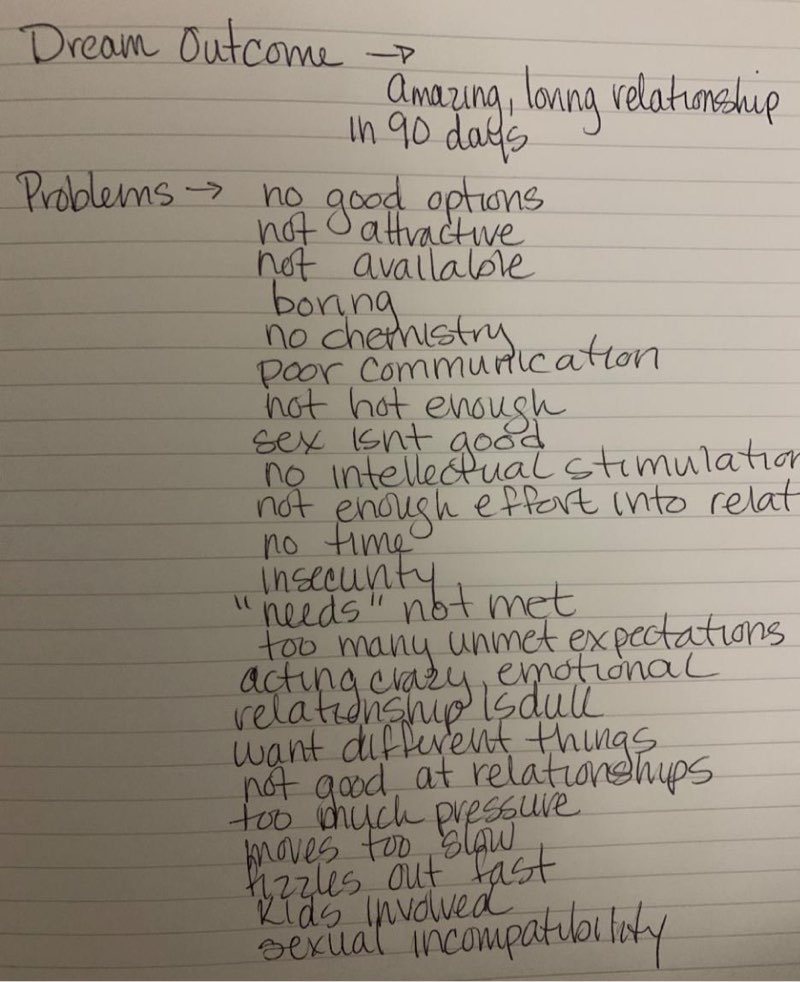 Dream Outcome →
amazing, loving relationship
in 90 days
Problems → no good options
not attractive
not available
boring
no chemistry
poor communication
not hot enough
sex isnt good
no intellectual stimulation
not enough effort into relat
no time
insecurity
"needs" not met
too many unmet expectations
acting crazy, emotional
relationship is dull
want different things
not good at relationships
too much pressure
moves too slow
fizzles out fast
kids involved
sexual incompatibility